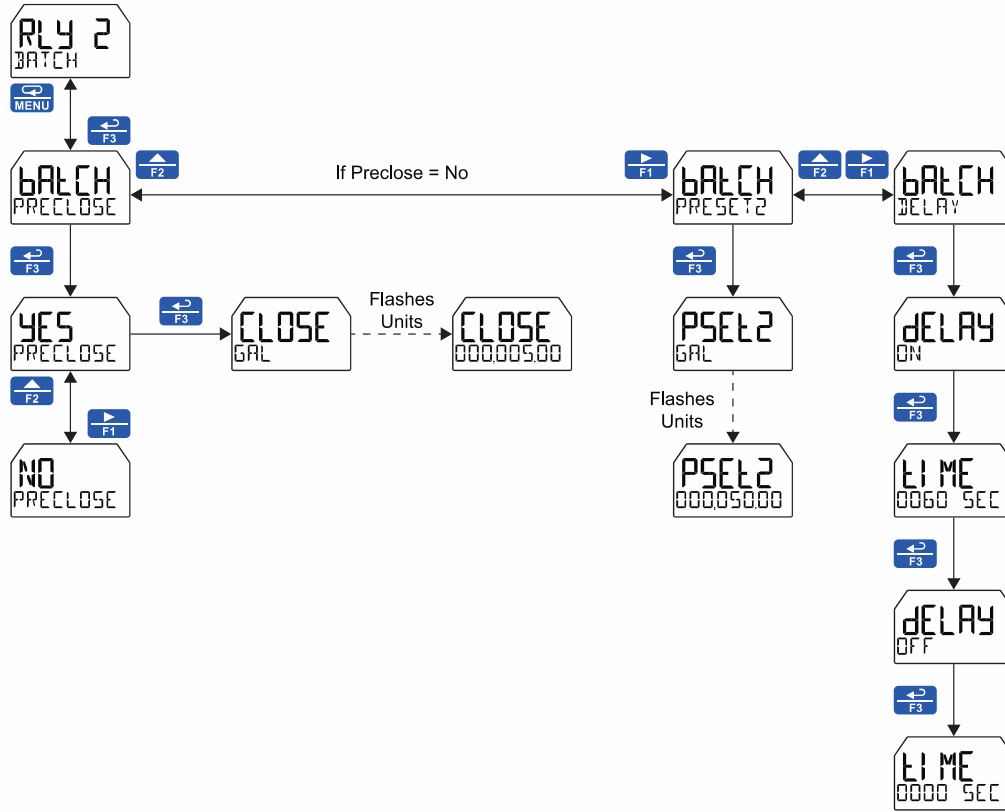 RLY 2
BATCH
MENU
F3
bAtCH
PRECLOSE
F2
If Preclose = No
F1
bAtCH
PRESET2
F2
F1
bAtCH
DELAY
F3
F3
F3
YES
PRECLOSE
F3
CLOSE
GAL
Flashes
Units
CLOSE
000,005.00
PSEt2
GAL
dELAY
ON
F2
F1
Flashes
Units
F3
NO
PRECLOSE
PSEt2
000,050.00
tIME
0060 SEC
F3
dELAY
OFF
F3
tIME
0000 SEC